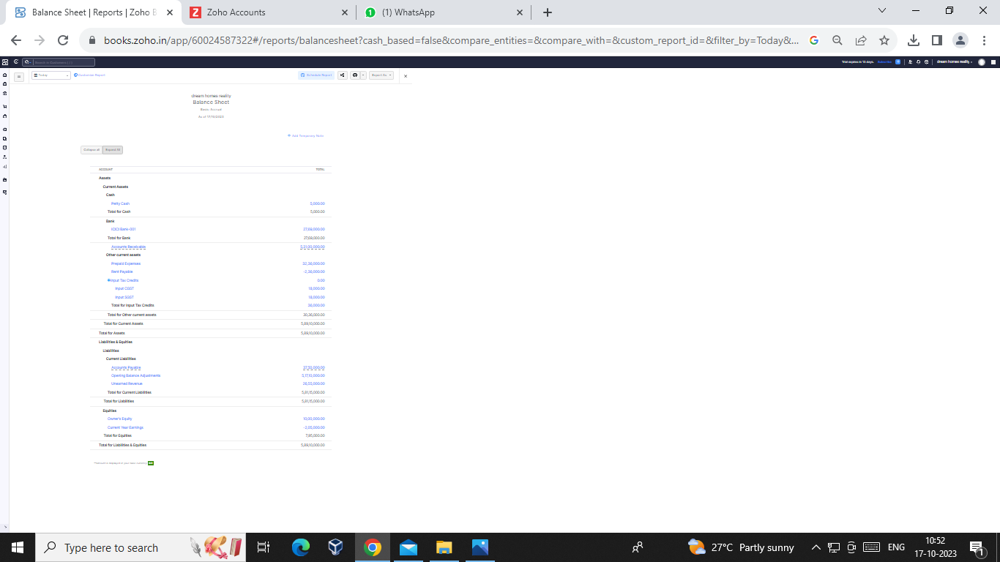 Balance Sheet | Reports | Zoho B
Zoho Accounts
(1) WhatsApp
books.zoho.in/app/60024587322#/reports/balancesheet?cash_based=false&compare_entities=&compare_with=&custom_report_id=&filter_by=Today&...
Trial expires in 13 days. Subscribe
dream homes reality
Today
Customize Report
Schedule Report
Export As
dream homes reality
Balance Sheet
Basis: Accrual
As of 17/10/2023
Add Temporary Note
Collapse all Expand All
ACCOUNT TOTAL
Assets
Current Assets
Cash
Petty Cash 5,000.00
Total for Cash 5,000.00
Bank
ICICI Bank-001 27,69,000.00
Total for Bank 27,69,000.00
Accounts Receivable 5,31,00,000.00
Other current assets
Prepaid Expenses 32,36,000.00
Rent Payable -2,36,000.00
Input Tax Credits 0.00
Input CGST 18,000.00
Input SGST 18,000.00
Total for Input Tax Credits 36,000.00
Total for Other current assets 30,36,000.00
Total for Current Assets 5,89,10,000.00
Total for Assets 5,89,10,000.00
Liabilities & Equities
Liabilities
Current Liabilities
Accounts Payable 37,50,000.00
Opening Balance Adjustments 5,17,10,000.00
Unearned Revenue 26,55,000.00
Total for Current Liabilities 5,81,15,000.00
Total for Liabilities 5,81,15,000.00
Equities
Owner's Equity 10,00,000.00
Current Year Earnings -2,05,000.00
Total for Equities 7,95,000.00
Total for Liabilities & Equities 5,89,10,000.00
**Amount is displayed in your base currency INR
Type here to search
27°C Partly sunny
ENG
10:52
17-10-2023
1